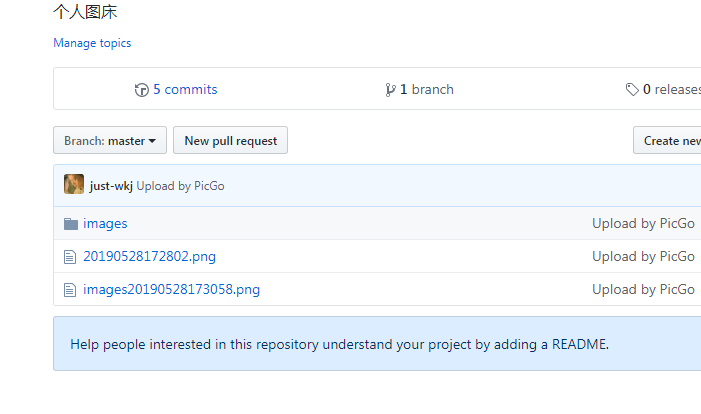 个人图床
Manage topics
5 commits 1 branch 0 releases
Branch: master New pull request Create new
just-wkj Upload by PicGo
images Upload by PicGo
20190528172802.png Upload by PicGo
images20190528173058.png Upload by PicGo
Help people interested in this repository understand your project by adding a README.